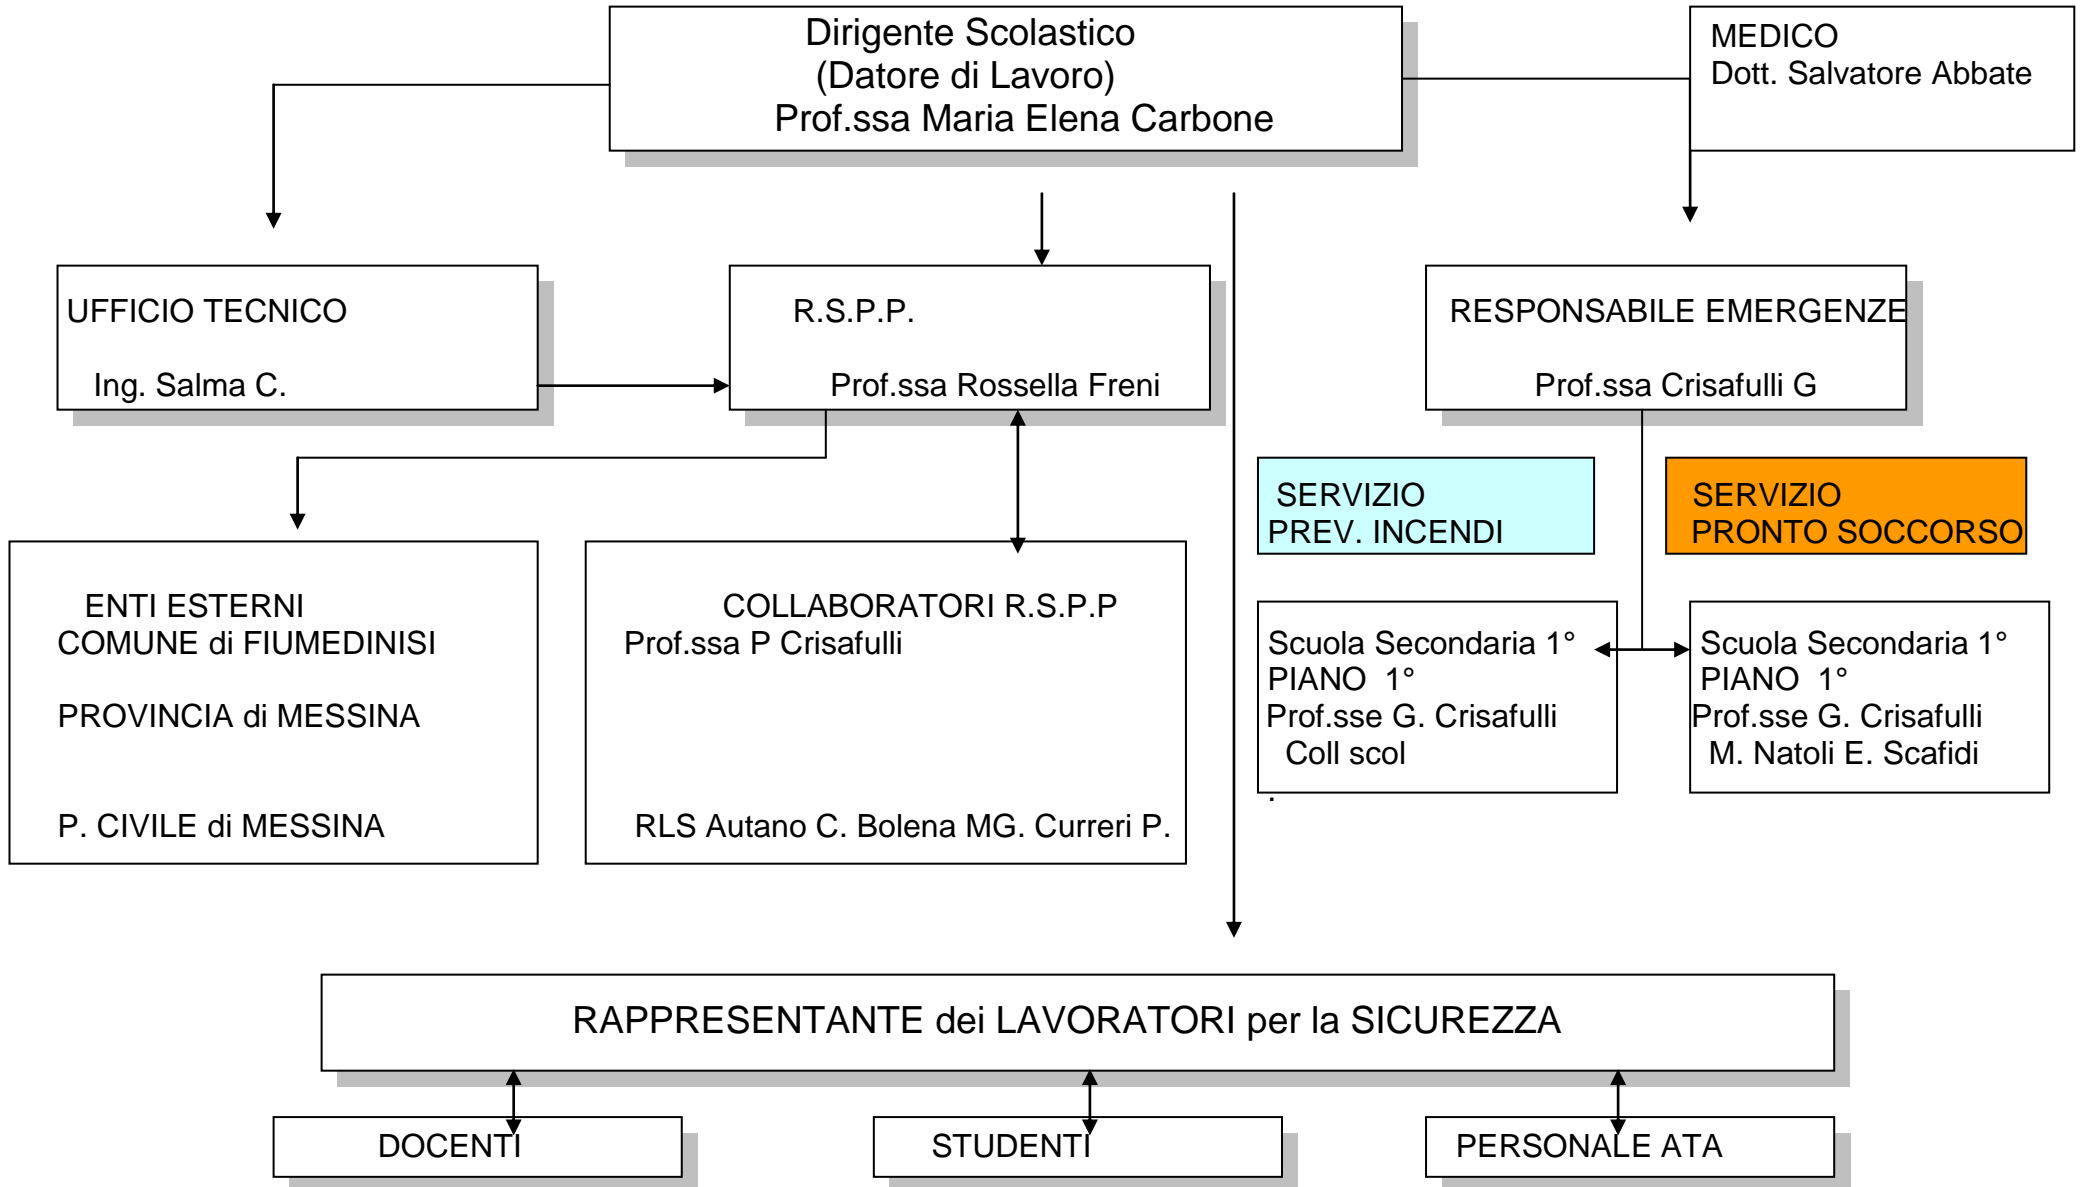 Dirigente Scolastico
(Datore di Lavoro)
Prof.ssa Maria Elena Carbone
MEDICO
Dott. Salvatore Abbate
UFFICIO TECNICO
Ing. Salma C.
R.S.P.P.
Prof.ssa Rossella Freni
RESPONSABILE EMERGENZE
Prof.ssa Crisafulli G
SERVIZIO
PREV. INCENDI
SERVIZIO
PRONTO SOCCORSO
ENTI ESTERNI
COMUNE di FIUMEDINISI
PROVINCIA di MESSINA
P. CIVILE di MESSINA
COLLABORATORI R.S.P.P
Prof.ssa P Crisafulli
RLS Autano C. Bolena MG. Curreri P.
Scuola Secondaria 1°
PIANO 1°
Prof.sse G. Crisafulli
Coll scol
.
Scuola Secondaria 1°
PIANO 1°
Prof.sse G. Crisafulli
M. Natoli E. Scafidi
RAPPRESENTANTE dei LAVORATORI per la SICUREZZA
DOCENTI
STUDENTI
PERSONALE ATA